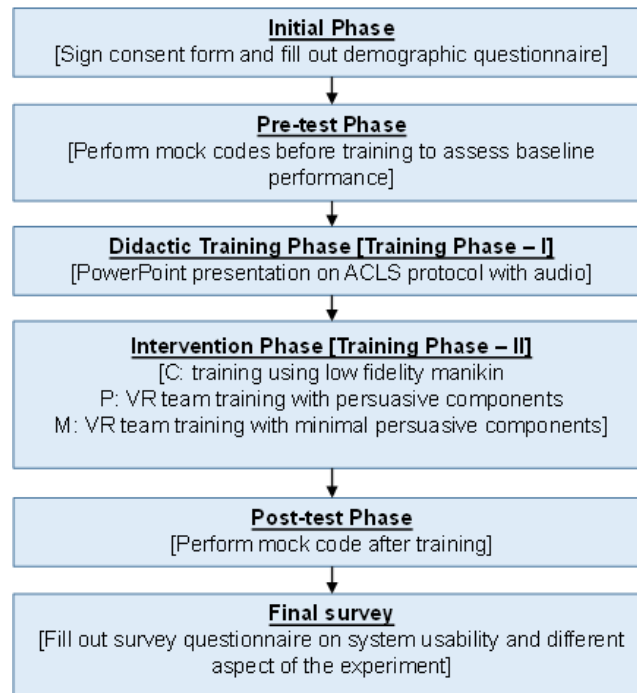 Initial Phase
[Sign consent form and fill out demographic questionnaire]
Pre-test Phase
[Perform mock codes before training to assess baseline
performance]
Didactic Training Phase [Training Phase – I]
[PowerPoint presentation on ACLS protocol with audio]
Intervention Phase [Training Phase – II]
[C: training using low fidelity manikin
P: VR team training with persuasive components
M: VR team training with minimal persuasive components]
Post-test Phase
[Perform mock code after training]
Final survey
[Fill out survey questionnaire on system usability and different
aspect of the experiment]